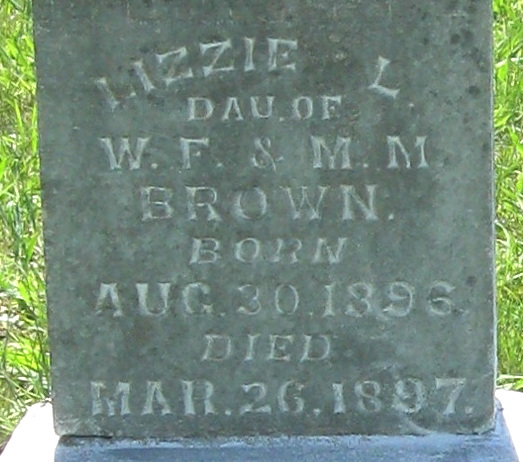 LIZZIE L.
DAU. OF
W. F. & M. M.
BROWN.
BORN
AUG. 30, 1896.
DIED
MAR. 26, 1897.